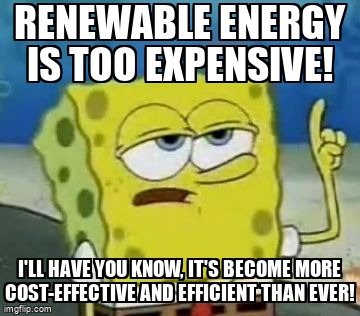 RENEWABLE ENERGY
IS TOO EXPENSIVE!
I'LL HAVE YOU KNOW, IT'S BECOME MORE
COST-EFFECTIVE AND EFFICIENT THAN EVER!
imgflip.com